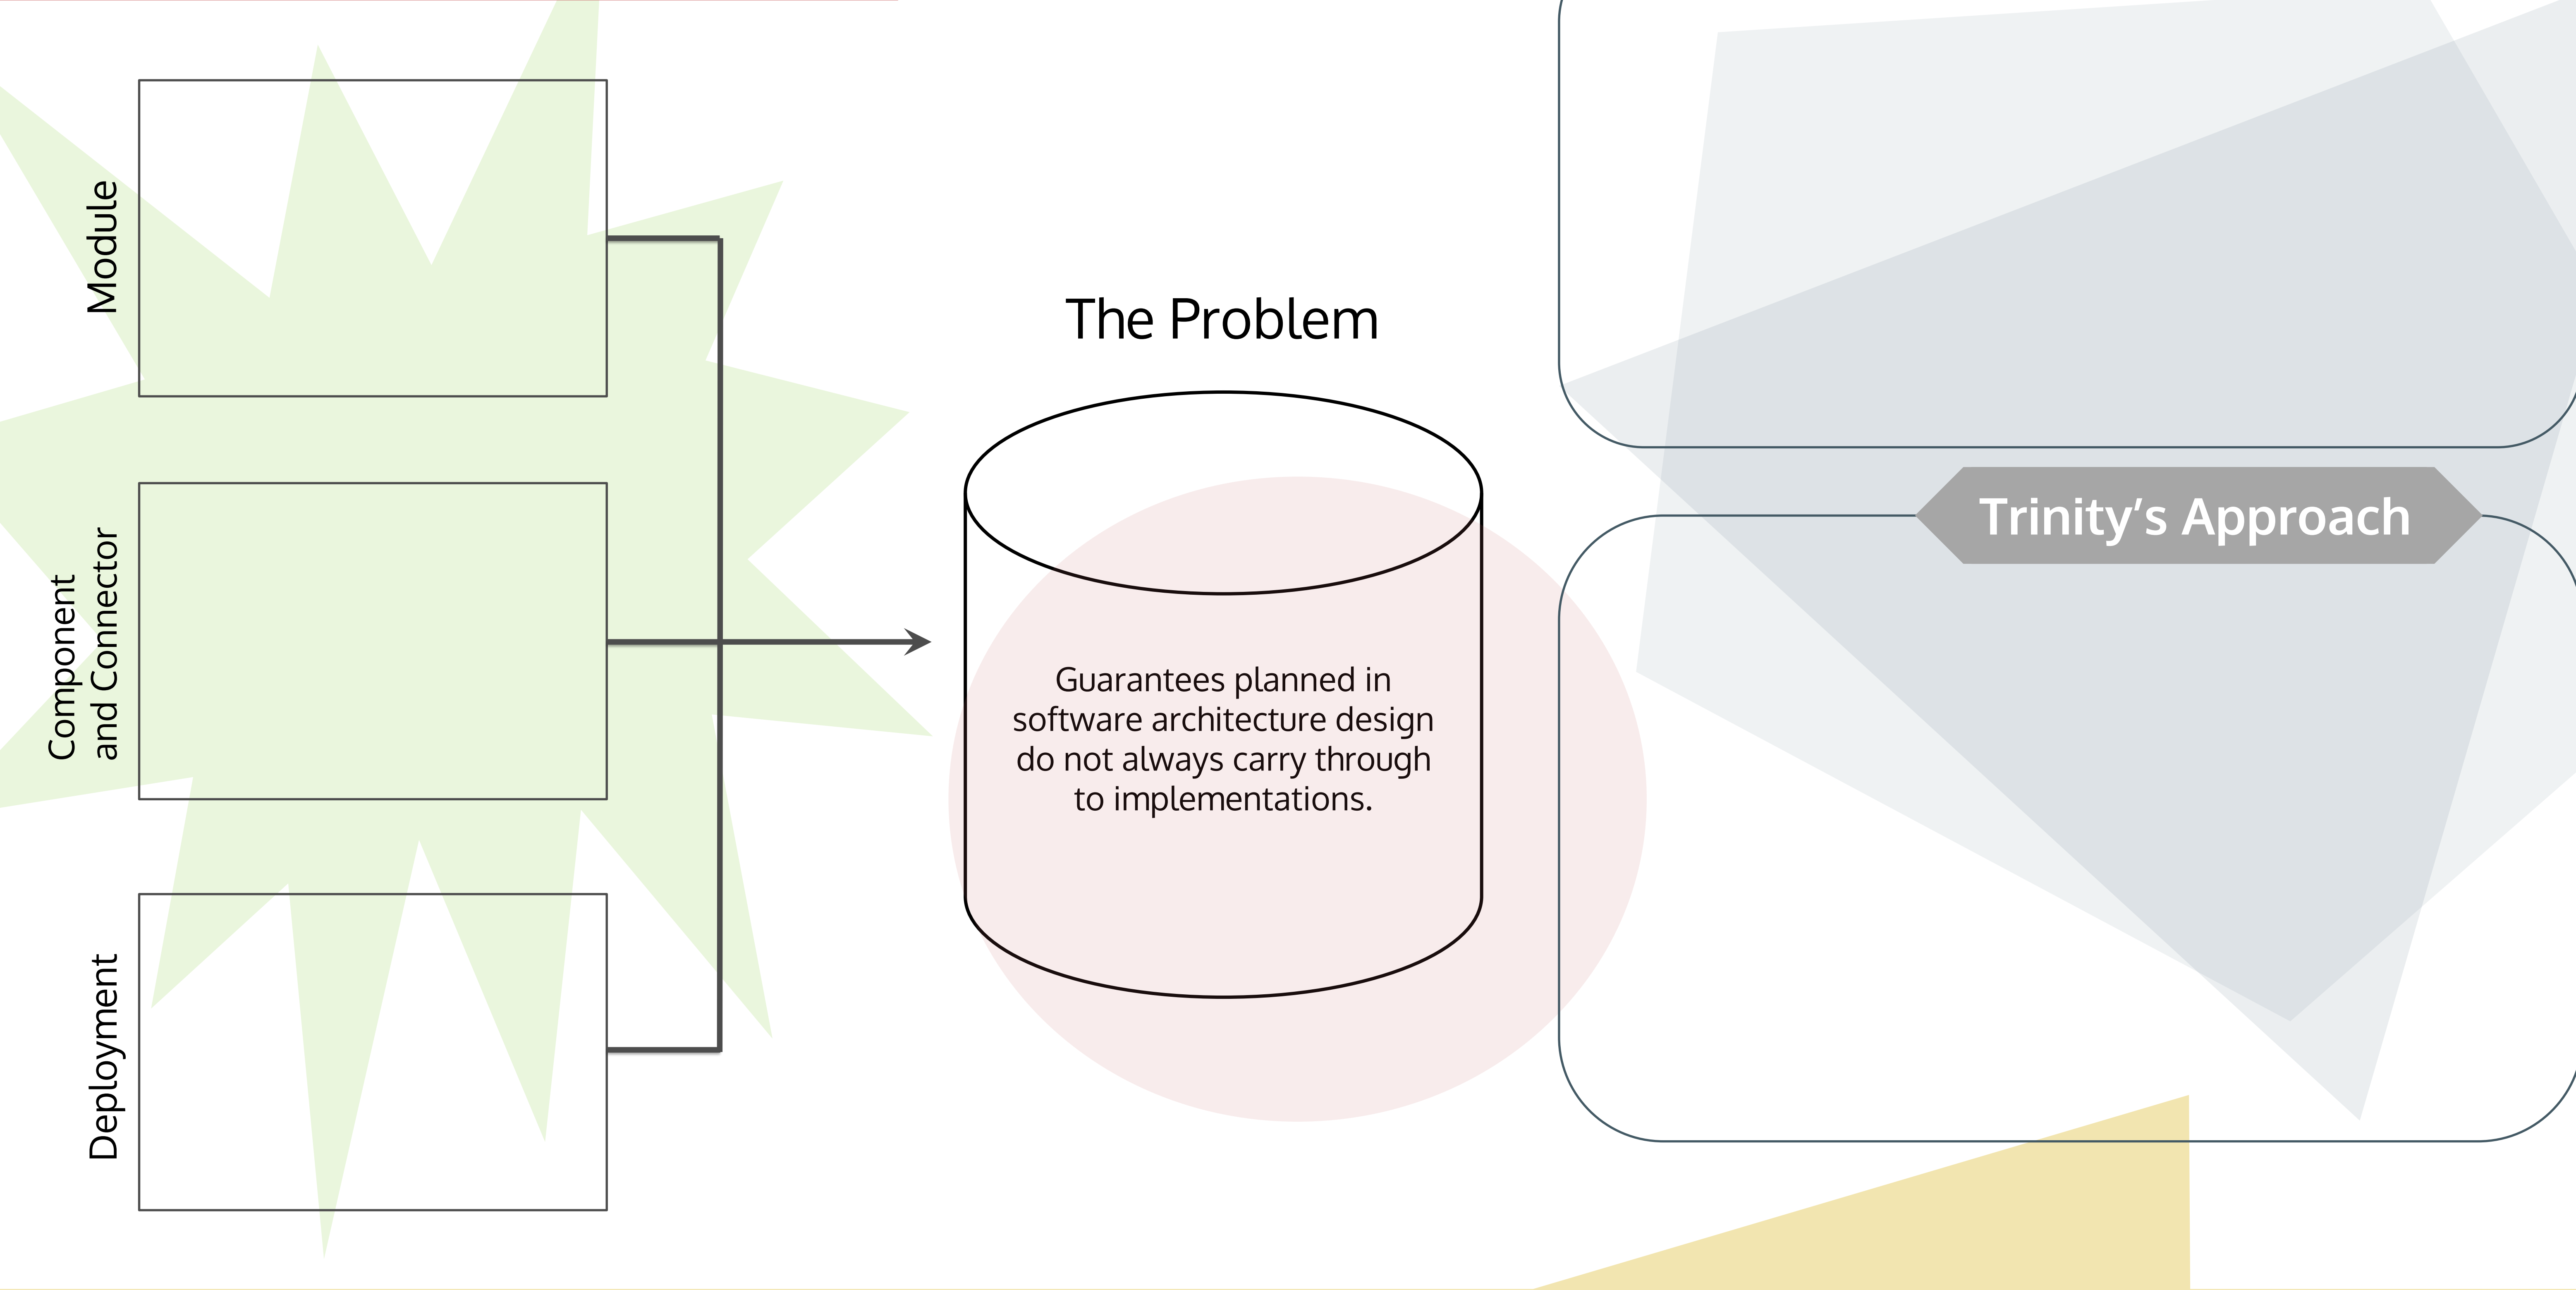 Module
Component
and Connector
Deployment
The Problem
Guarantees planned in
software architecture design
do not always carry through
to implementations.
Trinity’s Approach